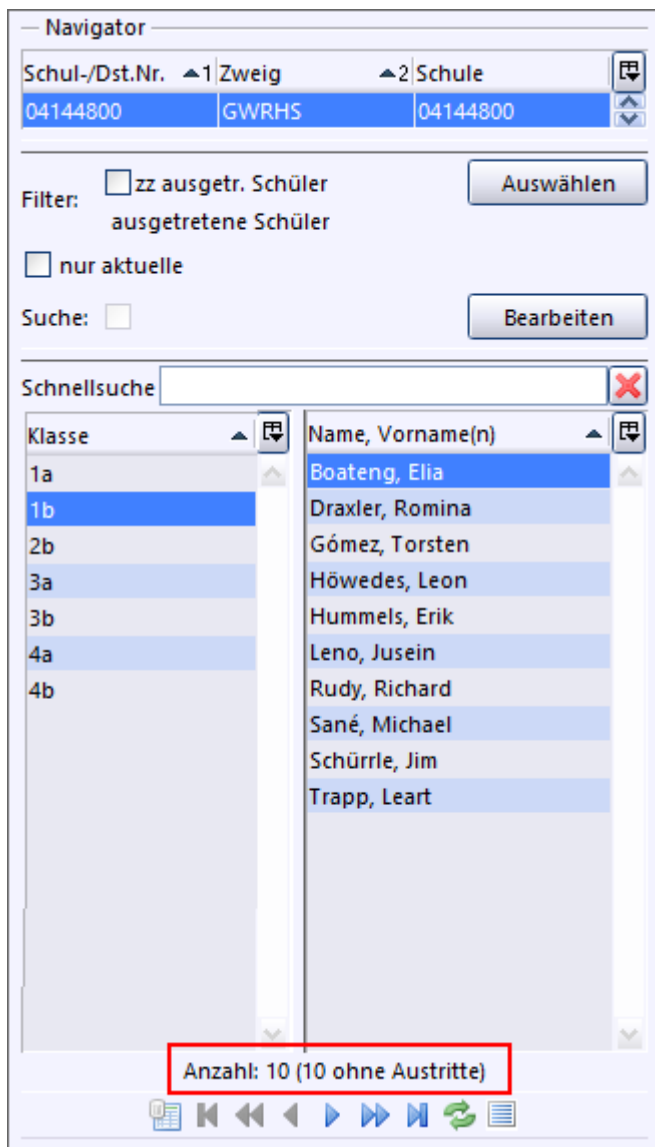 Navigator
Schul-/Dst.Nr. 1 Zweig 2 Schule
04144800 GWRHS 04144800
Filter: zz ausgetr. Schüler Auswählen
ausgetretene Schüler
nur aktuelle
Suche: Bearbeiten
Schnellsuche
Klasse
1a
1b
2b
3a
3b
4a
4b
Name, Vorname(n)
Boateng, Elia
Draxler, Romina
Gómez, Torsten
Höwedes, Leon
Hummels, Erik
Leno, Jusein
Rudy, Richard
Sané, Michael
Schürrle, Jim
Trapp, Leart
Anzahl: 10 (10 ohne Austritte)